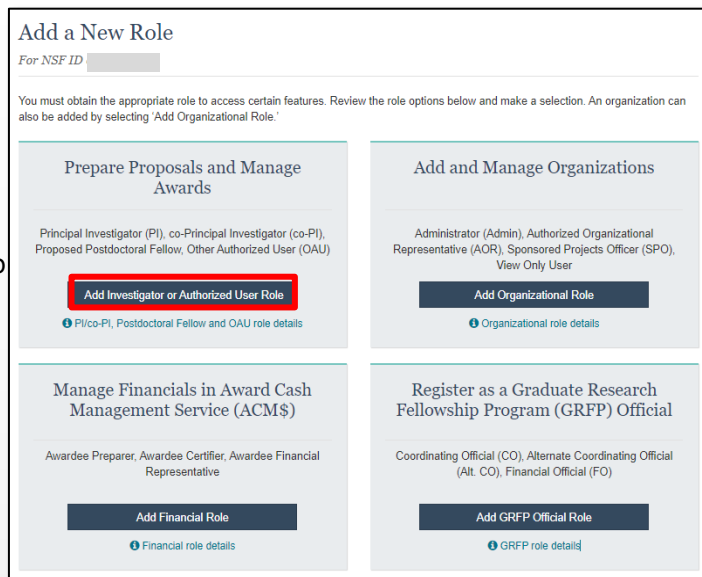 Add a New Role
For NSF ID
You must obtain the appropriate role to access certain features. Review the role options below and make a selection. An organization can
also be added by selecting 'Add Organizational Role.'
Prepare Proposals and Manage
Awards
Principal Investigator (PI), co-Principal Investigator (co-PI),
Proposed Postdoctoral Fellow, Other Authorized User (OAU)
Add Investigator or Authorized User Role
PI/co-PI, Postdoctoral Fellow and OAU role details
Add and Manage Organizations
Administrator (Admin), Authorized Organizational
Representative (AOR), Sponsored Projects Officer (SPO),
View Only User
Add Organizational Role
Organizational role details
Manage Financials in Award Cash
Management Service (ACM$)
Awardee Preparer, Awardee Certifier, Awardee Financial
Representative
Add Financial Role
Financial role details
Register as a Graduate Research
Fellowship Program (GRFP) Official
Coordinating Official (CO), Alternate Coordinating Official
(Alt. CO), Financial Official (FO)
Add GRFP Official Role
GRFP role details